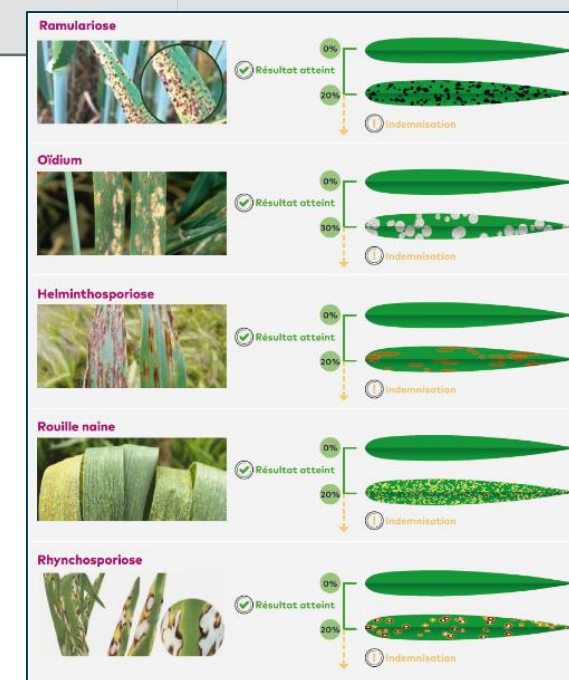 Ramulariose
0%
Résultat atteint
20%
Indemnisation
Oïdium
0%
Résultat atteint
30%
Indemnisation
Helminthosporiose
0%
Résultat atteint
20%
Indemnisation
Rouille naine
0%
Résultat atteint
20%
Indemnisation
Rhynchosporiose
0%
Résultat atteint
20%
Indemnisation